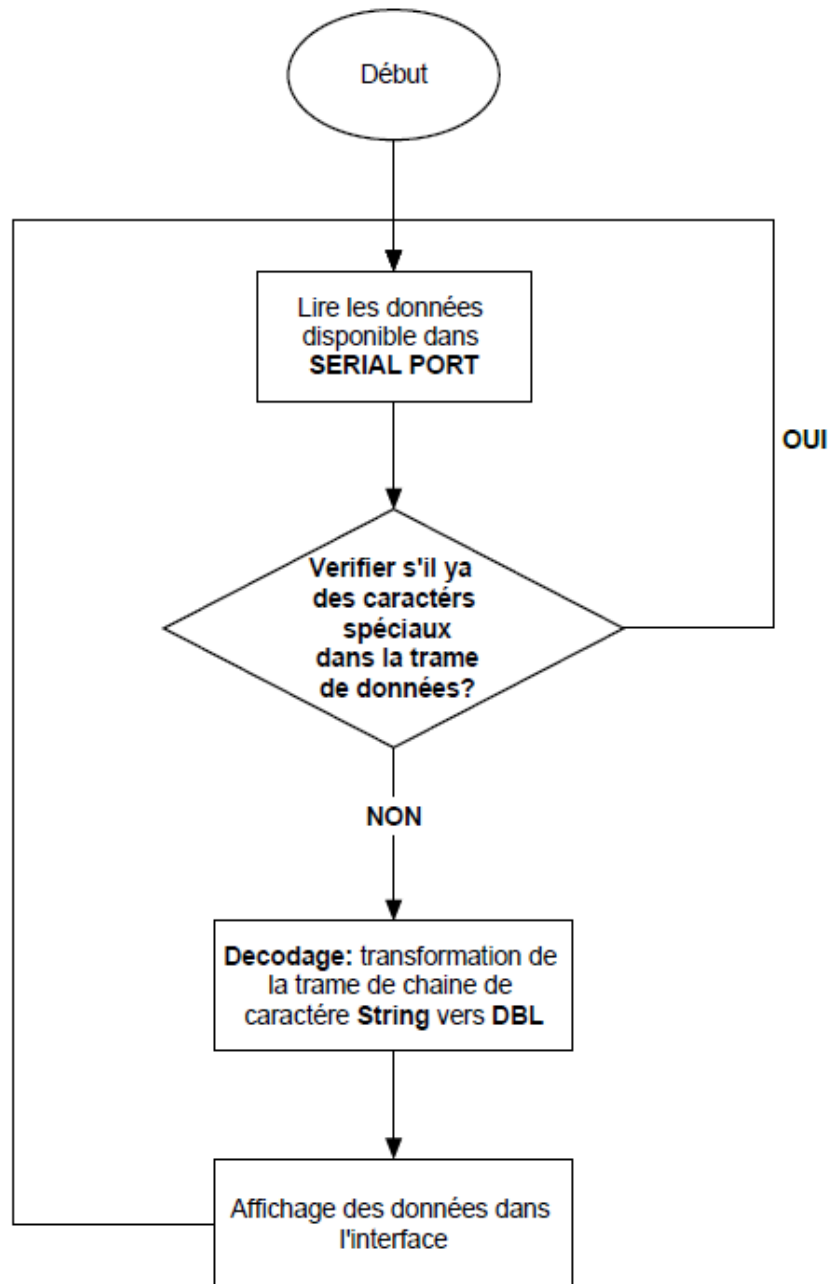 Début
Lire les données
disponible dans
SERIAL PORT
OUI
Verifier s'il ya
des caractérs
spéciaux
dans la trame
de données?
NON
Decodage: transformation de
la trame de chaine de
caractére String vers DBL
Affichage des données dans
l'interface